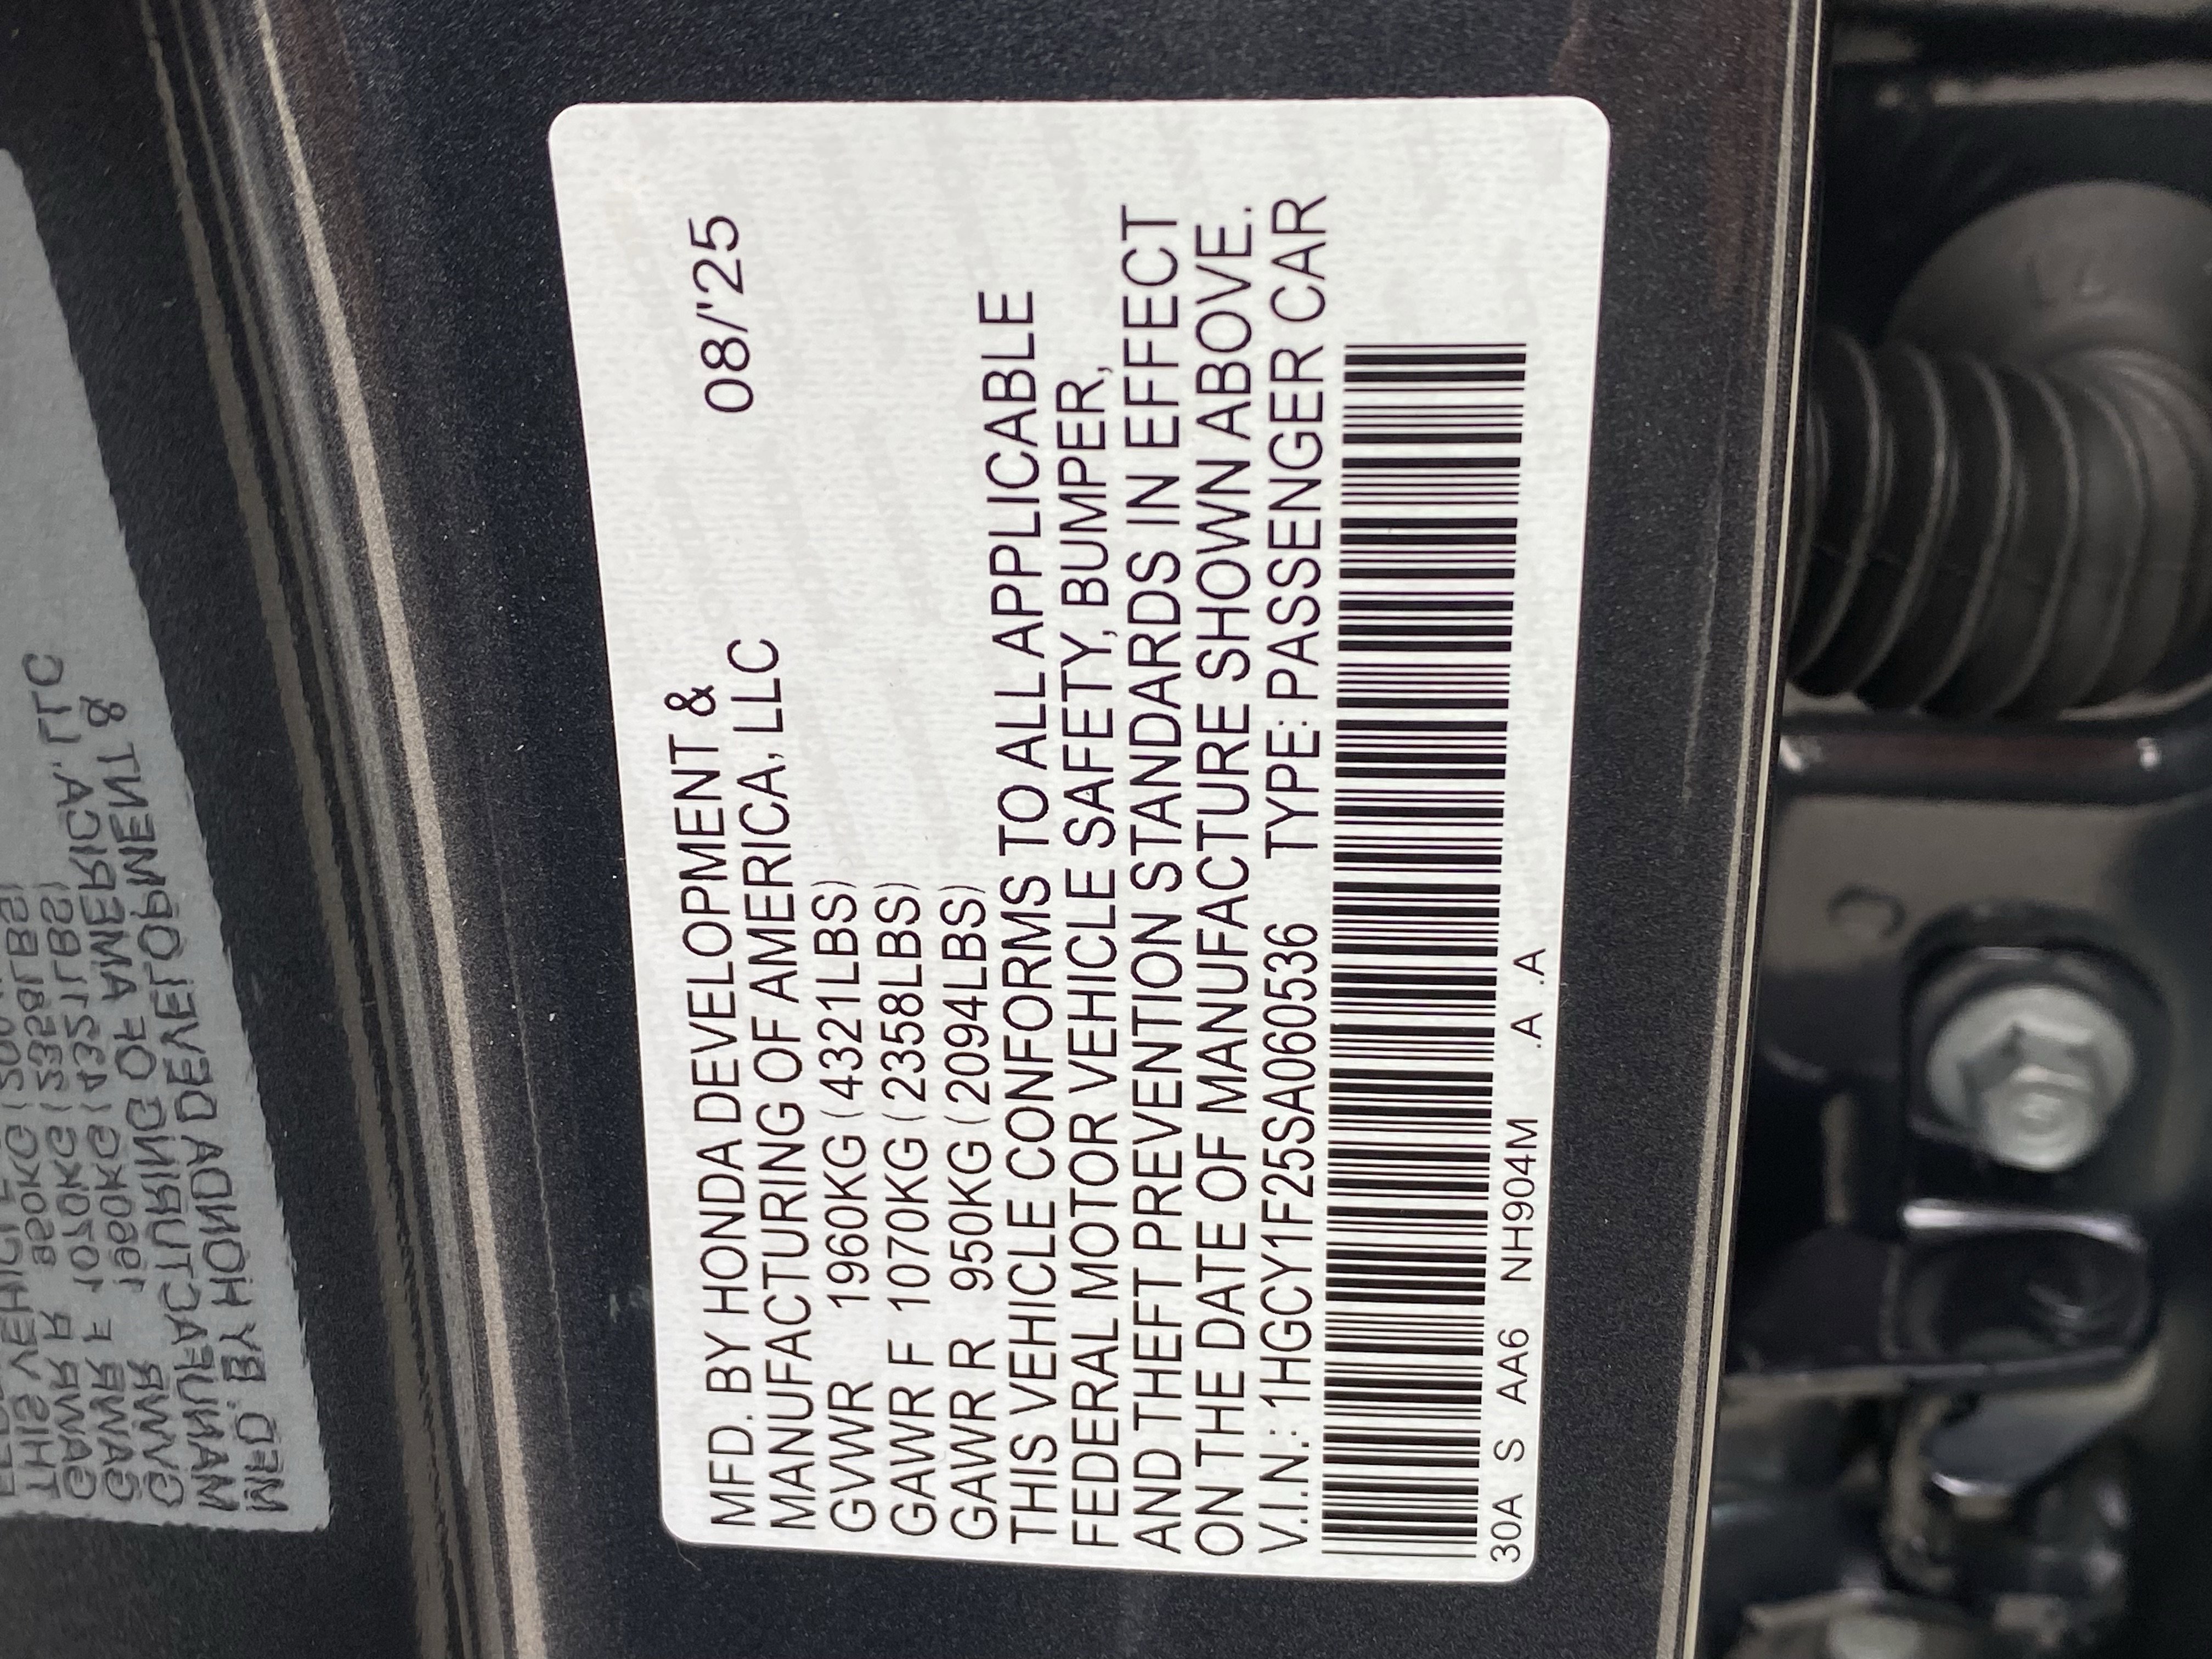 MFD. BY HONDA DEVELOPMENT &
MANUFACTURING OF AMERICA, LLC 08/'25
GVWR 1960KG (4321LBS)
GAWR F 1070KG (2358LBS)
GAWR R 950KG (2094LBS)
THIS VEHICLE CONFORMS TO ALL APPLICABLE
FEDERAL MOTOR VEHICLE SAFETY, BUMPER,
AND THEFT PREVENTION STANDARDS IN EFFECT
ON THE DATE OF MANUFACTURE SHOWN ABOVE.
V.I.N.: 1HGCY1F25SA060536 TYPE: PASSENGER CAR
30A S AA6 NH904M .A .A